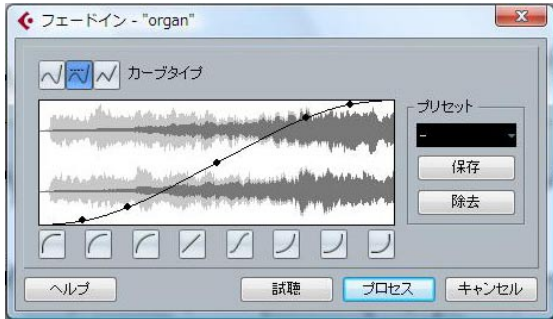 フェードイン - "organ"
カーブタイプ
プリセット
-
保存
除去
ヘルプ
試聴
プロセス
キャンセル